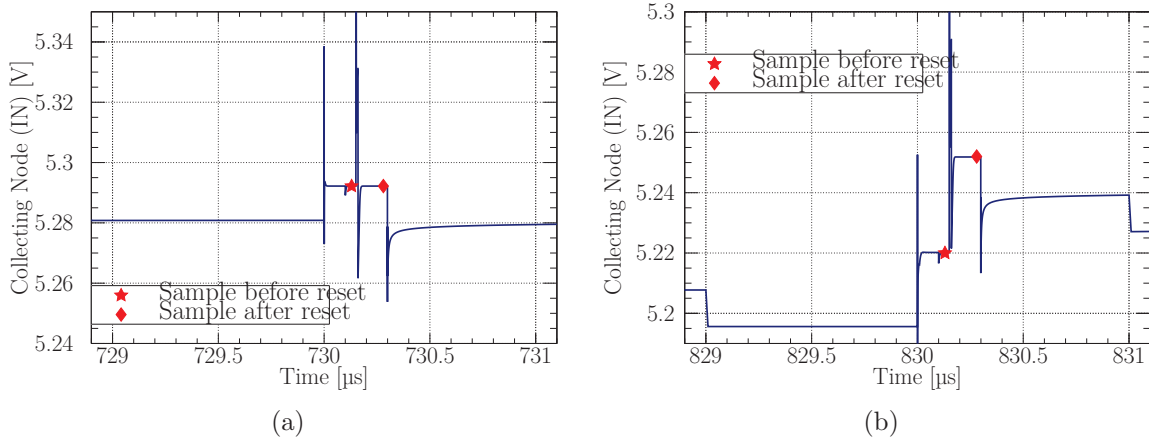 5.34
5.32
5.3
5.28
5.26
5.24
Collecting Node (IN) [V]
Sample before reset
Sample after reset
729
729.5
730
730.5
731
Time [µs]
(a)
5.3
5.28
5.26
5.24
5.22
5.2
Collecting Node (IN) [V]
Sample before reset
Sample after reset
829
829.5
830
830.5
831
Time [µs]
(b)